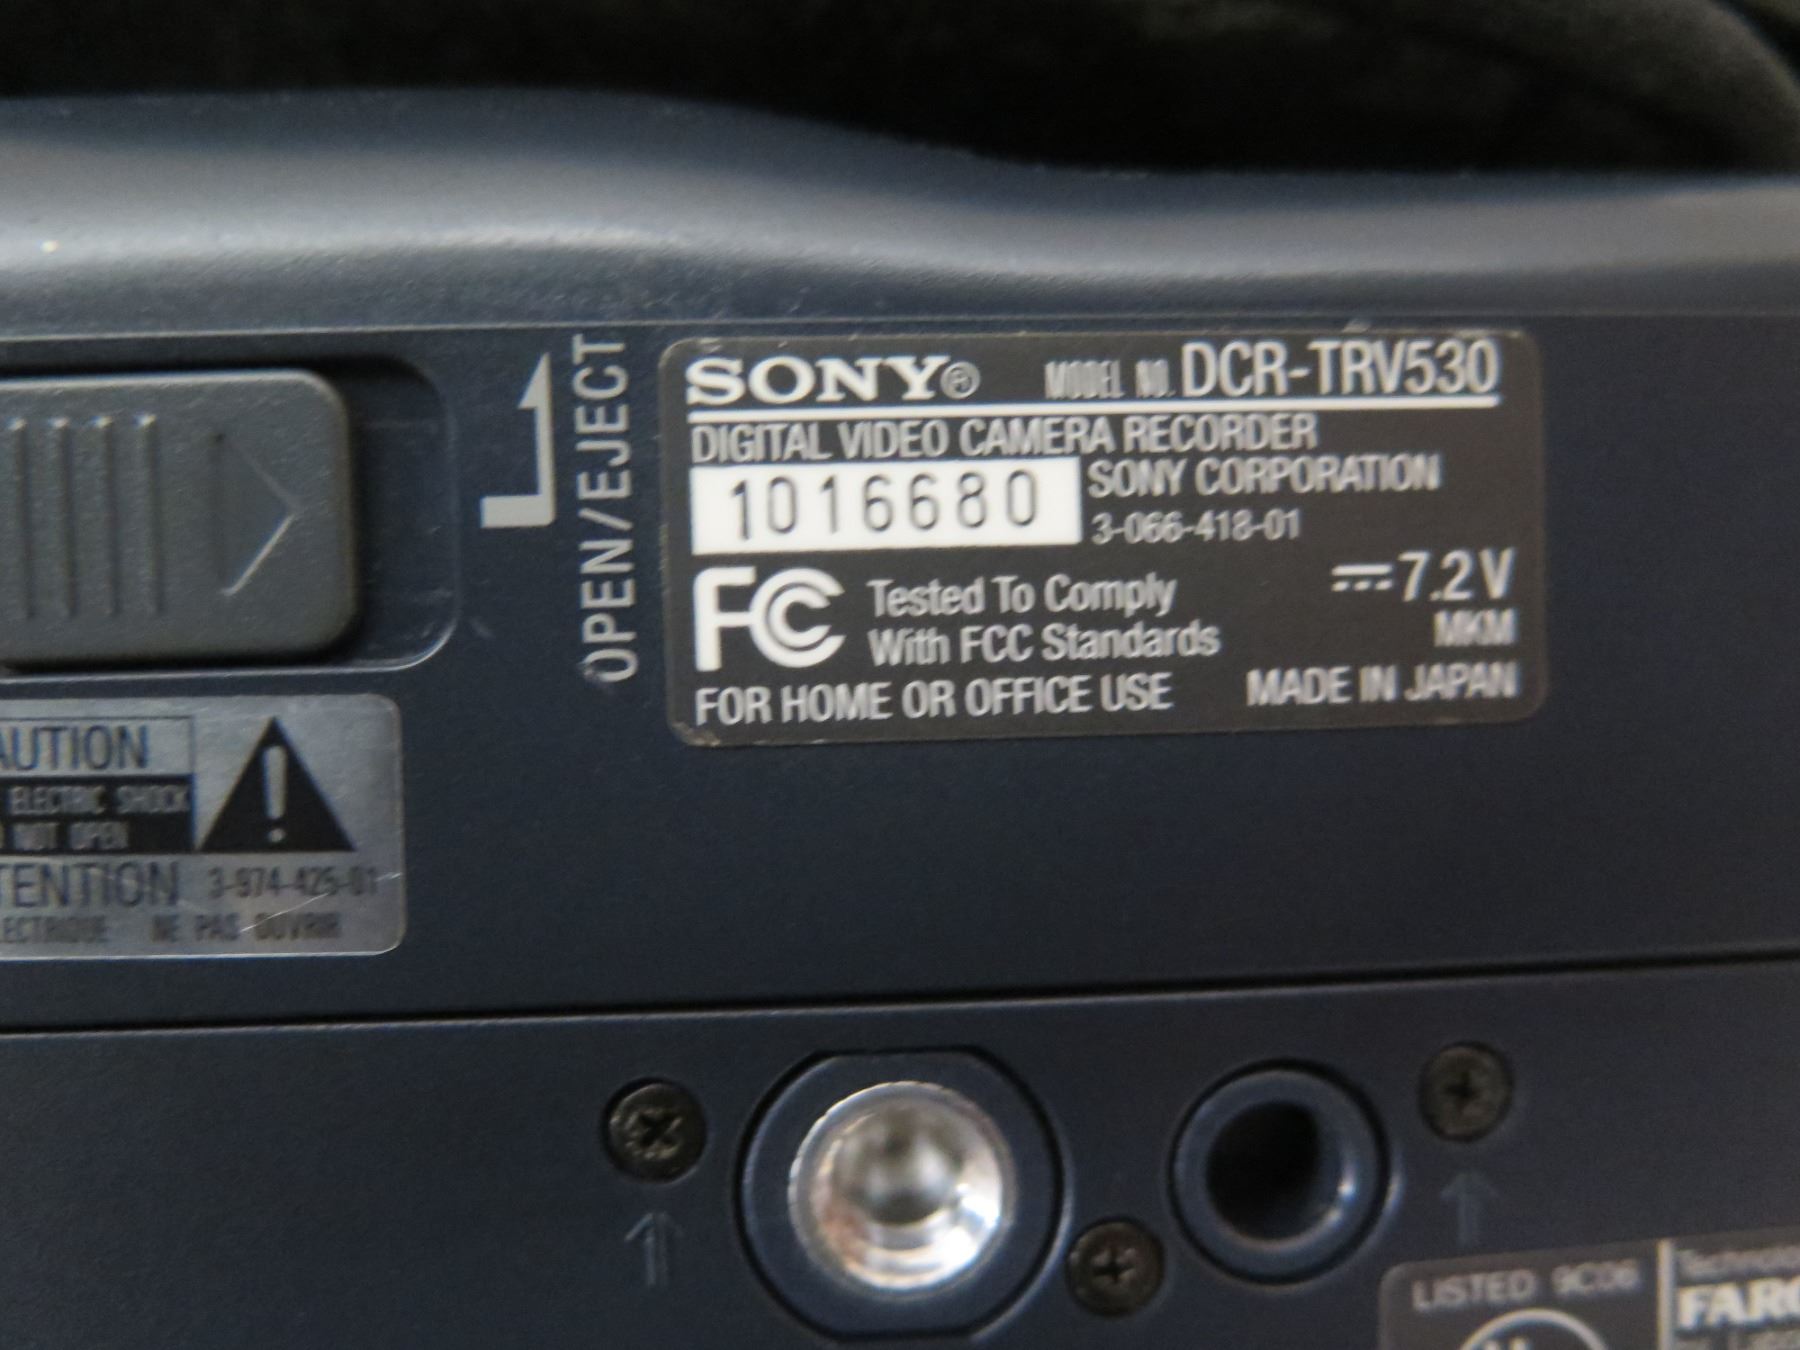 SONY® MODEL NO. DCR-TRV530
DIGITAL VIDEO CAMERA RECORDER
1016680 SONY CORPORATION
3-066-418-01
FC Tested To Comply
With FCC Standards
7.2V
MKM
FOR HOME OR OFFICE USE MADE IN JAPAN
OPEN/EJECT
AUTION
ELECTRIC SHOCK
NOT OPEN
TENTION 3-974-425-01
LECTRIQUE NE PAS OUVRIR
LISTED 9C06
FARO